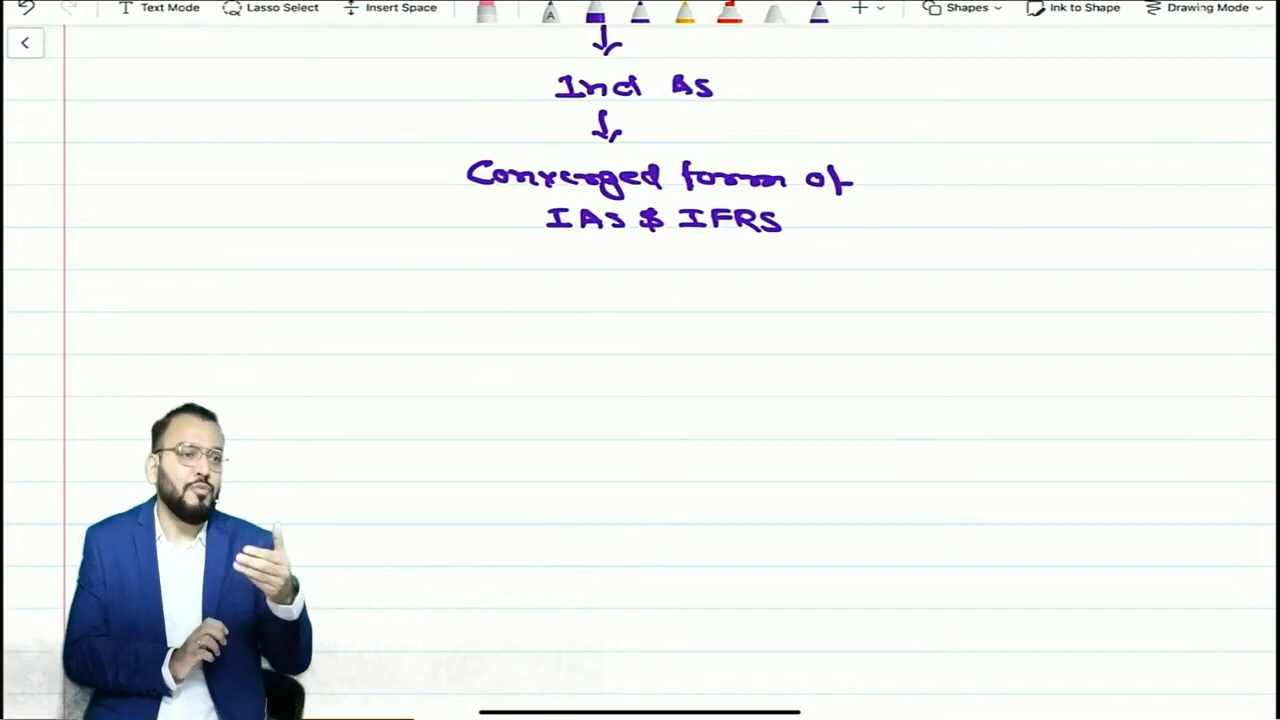 Text Mode Lasso Select Insert Space Shapes Ink to Shape Drawing Mode
Ind AS
Converged form of
IAS & IFRS